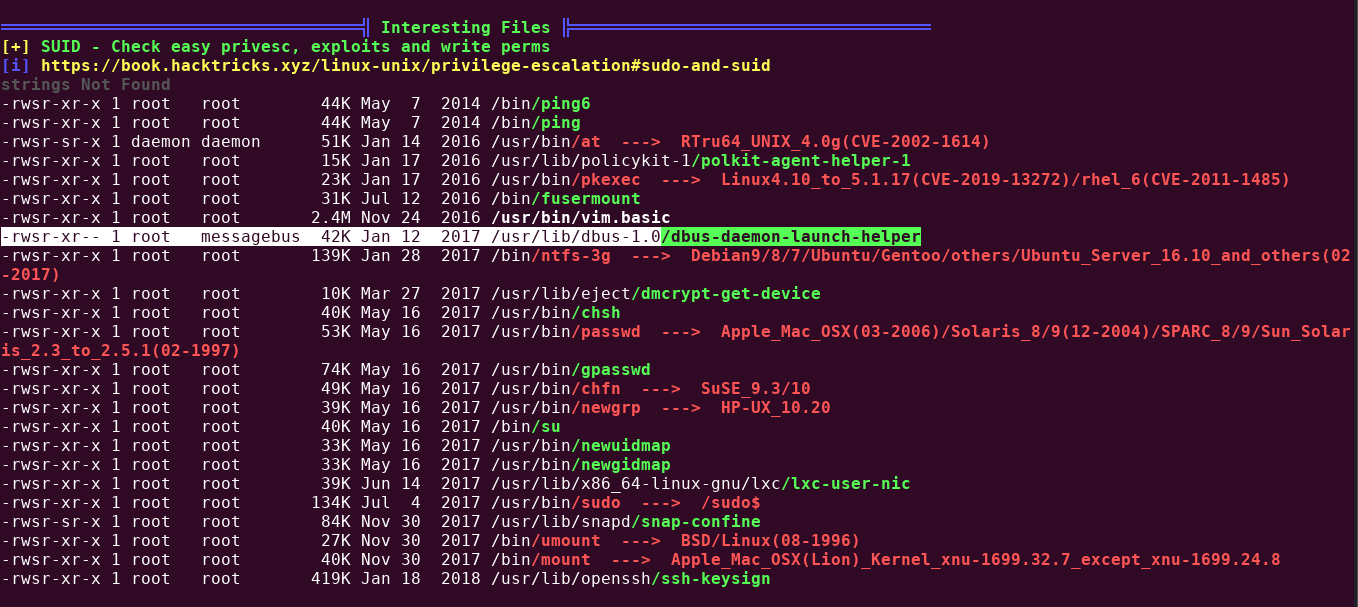 Interesting Files
[+] SUID - Check easy privesc, exploits and write perms
[i] https://book.hacktricks.xyz/linux-unix/privilege-escalation#sudo-and-suid
strings Not Found
-rwsr-xr-x 1 root   root        44K May  7  2014 /bin/ping6
-rwsr-xr-x 1 root   root        44K May  7  2014 /bin/ping
-rwsr-sr-x 1 daemon daemon      51K Jan 14  2016 /usr/bin/at  --->  RTru64_UNIX_4.0g(CVE-2002-1614)
-rwsr-xr-x 1 root   root        15K Jan 17  2016 /usr/lib/policykit-1/polkit-agent-helper-1
-rwsr-xr-x 1 root   root        23K Jan 17  2016 /usr/bin/pkexec  --->  Linux4.10_to_5.1.17(CVE-2019-13272)/rhel_6(CVE-2011-1485)
-rwsr-xr-x 1 root   root        31K Jul 12  2016 /bin/fusermount
-rwsr-xr-x 1 root   root       2.4M Nov 24  2016 /usr/bin/vim.basic
-rwsr-xr-- 1 root   messagebus  42K Jan 12  2017 /usr/lib/dbus-1.0/dbus-daemon-launch-helper
-rwsr-xr-x 1 root   root       139K Jan 28  2017 /bin/ntfs-3g  --->  Debian9/8/7/Ubuntu/Gentoo/others/Ubuntu_Server_16.10_and_others(02
-2017)
-rwsr-xr-x 1 root   root        10K Mar 27  2017 /usr/lib/eject/dmcrypt-get-device
-rwsr-xr-x 1 root   root        40K May 16  2017 /usr/bin/chsh
-rwsr-xr-x 1 root   root        53K May 16  2017 /usr/bin/passwd  --->  Apple_Mac_OSX(03-2006)/Solaris_8/9(12-2004)/SPARC_8/9/Sun_Solar
is_2.3_to_2.5.1(02-1997)
-rwsr-xr-x 1 root   root        74K May 16  2017 /usr/bin/gpasswd
-rwsr-xr-x 1 root   root        49K May 16  2017 /usr/bin/chfn  --->  SuSE_9.3/10
-rwsr-xr-x 1 root   root        39K May 16  2017 /usr/bin/newgrp  --->  HP-UX_10.20
-rwsr-xr-x 1 root   root        40K May 16  2017 /bin/su
-rwsr-xr-x 1 root   root        33K May 16  2017 /usr/bin/newuidmap
-rwsr-xr-x 1 root   root        33K May 16  2017 /usr/bin/newgidmap
-rwsr-xr-x 1 root   root        39K Jun 14  2017 /usr/lib/x86_64-linux-gnu/lxc/lxc-user-nic
-rwsr-xr-x 1 root   root       134K Jul  4  2017 /usr/bin/sudo  --->  /sudo$
-rwsr-sr-x 1 root   root        84K Nov 30  2017 /usr/lib/snapd/snap-confine
-rwsr-xr-x 1 root   root        27K Nov 30  2017 /bin/umount  --->  BSD/Linux(08-1996)
-rwsr-xr-x 1 root   root        40K Nov 30  2017 /bin/mount  --->  Apple_Mac_OSX(Lion)_Kernel_xnu-1699.32.7_except_xnu-1699.24.8
-rwsr-xr-x 1 root   root       419K Jan 18  2018 /usr/lib/openssh/ssh-keysign